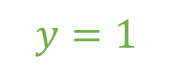 y = 1